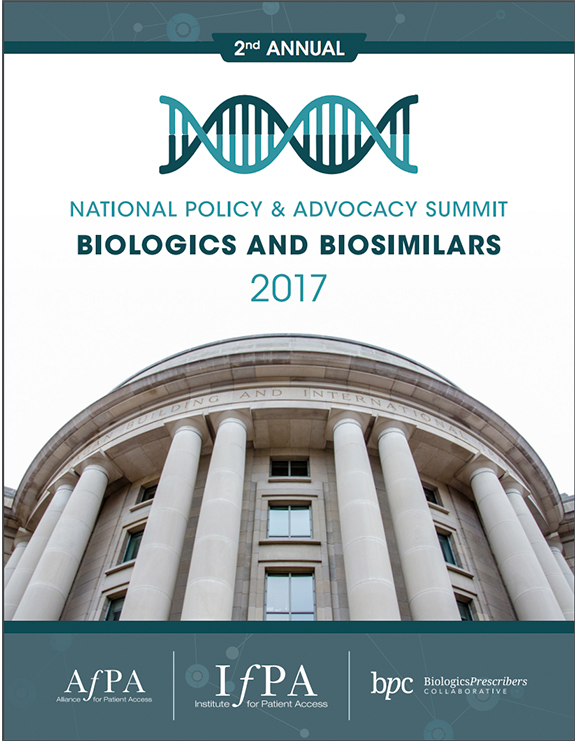 2nd ANNUAL
NATIONAL POLICY & ADVOCACY SUMMIT
BIOLOGICS AND BIOSIMILARS
2017
BUILDING AND INTERNATIONAL
AfPA
Alliance for Patient Access
IfPA
Institute for Patient Access
bpc BiologicsPrescribers
COLLABORATIVE